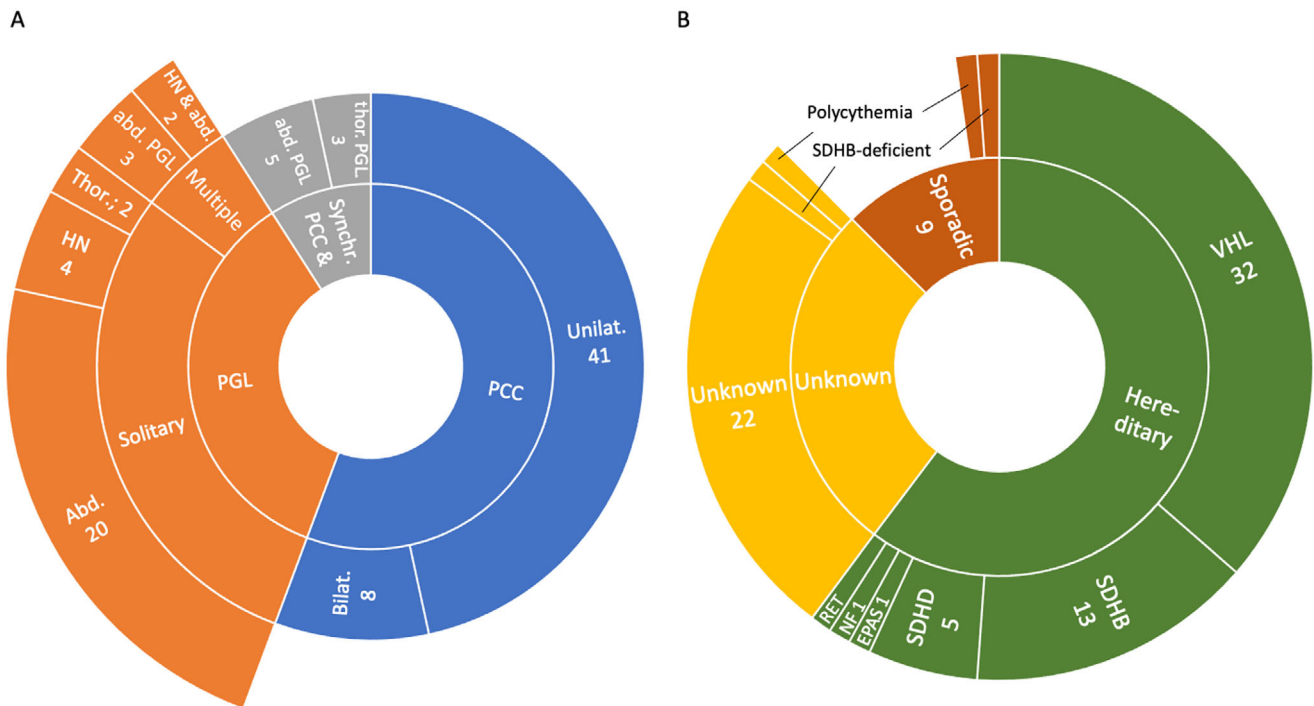 A
HN & abd.
2
abd. PGL
3
Thor.; 2
HN
4
Abd.
20
Multiple
Solitary
PGL
abd. PGL
5
thor. PGL
3
Synchr.
PCC &
PCC
Unilat.
41
Bilat.
8
B
Polycythemia
SDHB-deficient
Sporadic
9
Unknown
22
Unknown
Here-
ditary
VHL
32
SDHB
13
SDHD
5
EPAS 1
NF 1
RET